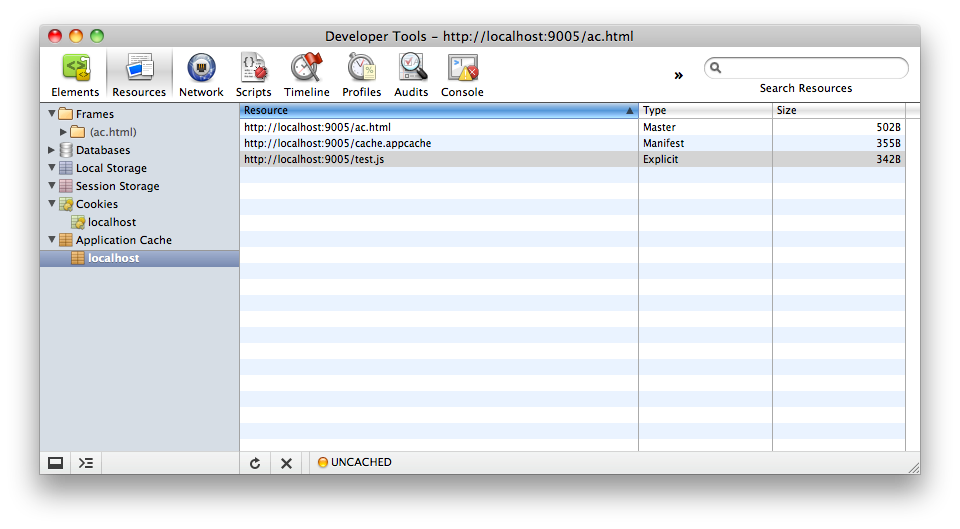 Developer Tools – http://localhost:9005/ac.html
Elements Resources Network Scripts Timeline Profiles Audits Console » Search Resources
Frames
(ac.html)
Databases
Local Storage
Session Storage
Cookies
localhost
Application Cache
localhost
Resource Type Size
http://localhost:9005/ac.html Master 502B
http://localhost:9005/cache.appcache Manifest 355B
http://localhost:9005/test.js Explicit 342B
UNCACHED